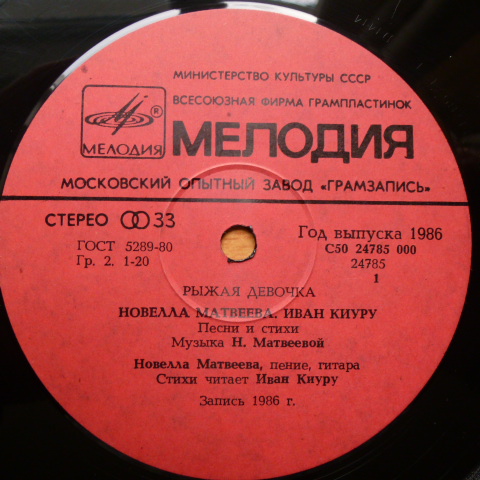 МИНИСТЕРСТВО КУЛЬТУРЫ СССР
ВСЕСОЮЗНАЯ ФИРМА ГРАМПЛАСТИНОК
®
МЕЛОДИЯ
МЕЛОДИЯ
МОСКОВСКИЙ ОПЫТНЫЙ ЗАВОД «ГРАМЗАПИСЬ»
СТЕРЕО 33
Год выпуска 1986
ГОСТ 5289-80
С50 24785 000
Гр. 2. 1-20
24785
1
РЫЖАЯ ДЕВОЧКА
НОВЕЛЛА МАТВЕЕВА, ИВАН КИУРУ
Песни и стихи
Музыка Н. Матвеевой
Новелла Матвеева, пение, гитара
Стихи читает Иван Киуру
Запись 1986 г.